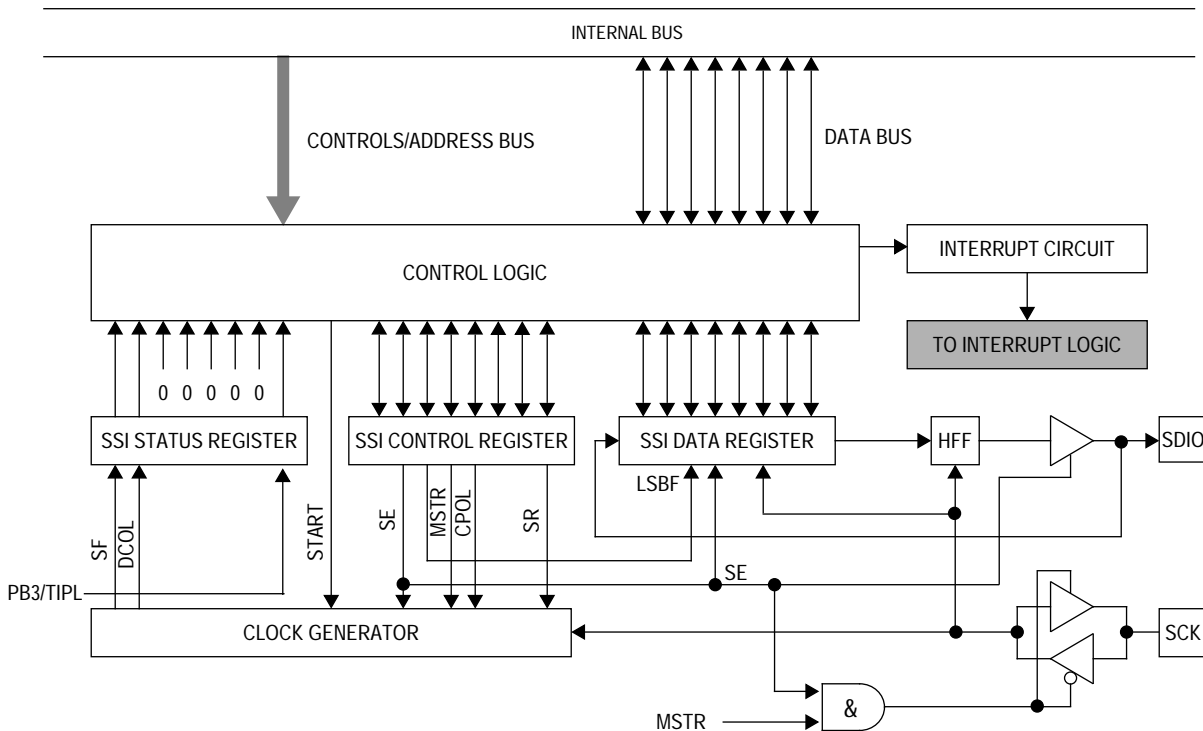 INTERNAL BUS
CONTROLS/ADDRESS BUS
DATA BUS
CONTROL LOGIC
INTERRUPT CIRCUIT
TO INTERRUPT LOGIC
0 0 0 0 0
SSI STATUS REGISTER
SSI CONTROL REGISTER
SSI DATA REGISTER
HFF
SDIO
LSBF
SF
DCOL
START
SE
MSTR
CPOL
SR
SE
PB3/TIPL
CLOCK GENERATOR
SCK
&
MSTR